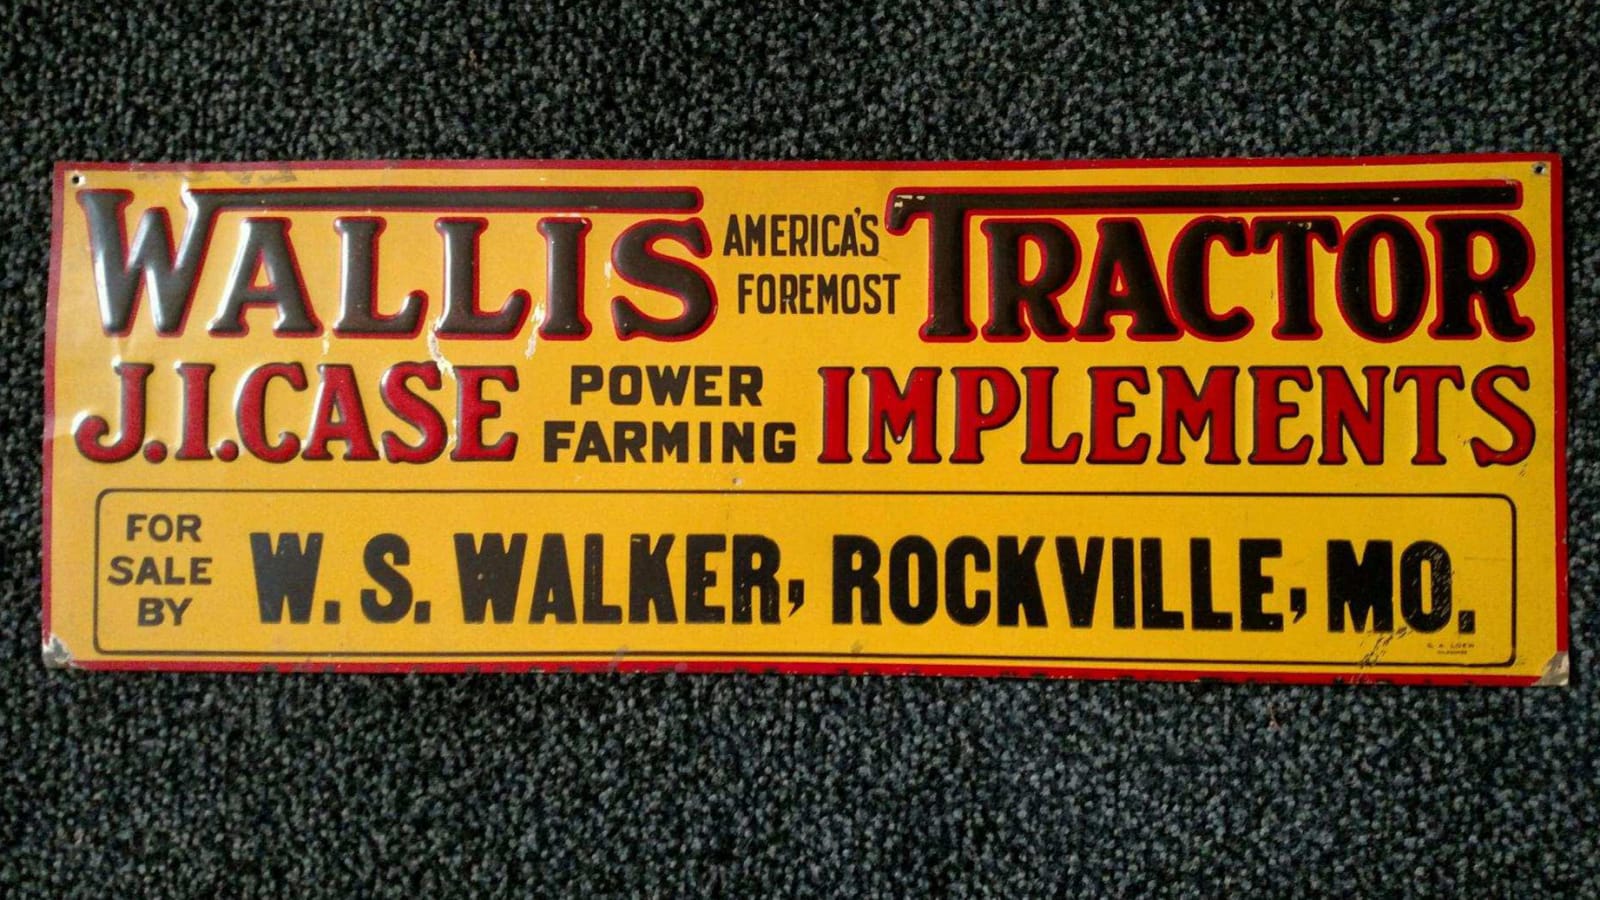 WALLIS AMERICA'S FOREMOST TRACTOR
J.I.CASE POWER FARMING IMPLEMENTS
FOR SALE BY
W. S. WALKER, ROCKVILLE, MO.